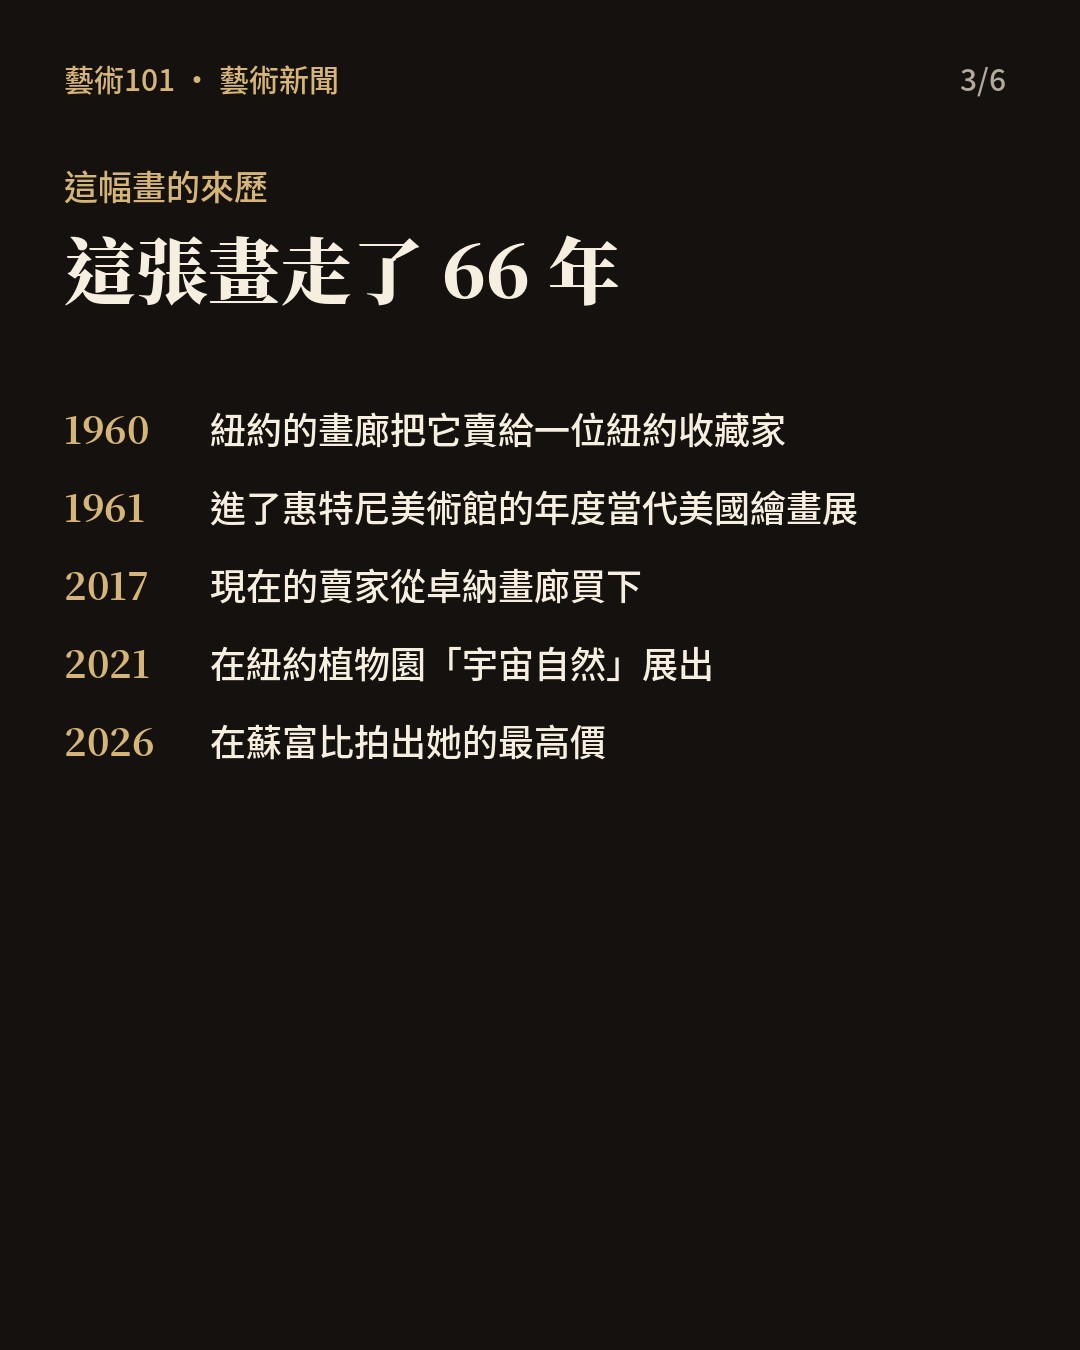 藝術101 · 藝術新聞
3/6
這幅畫的來歷
這張畫走了 66 年
1960 紐約的畫廊把它賣給一位紐約收藏家
1961 進了惠特尼美術館的年度當代美國繪畫展
2017 現在的賣家從卓納畫廊買下
2021 在紐約植物園「宇宙自然」展出
2026 在蘇富比拍出她的最高價